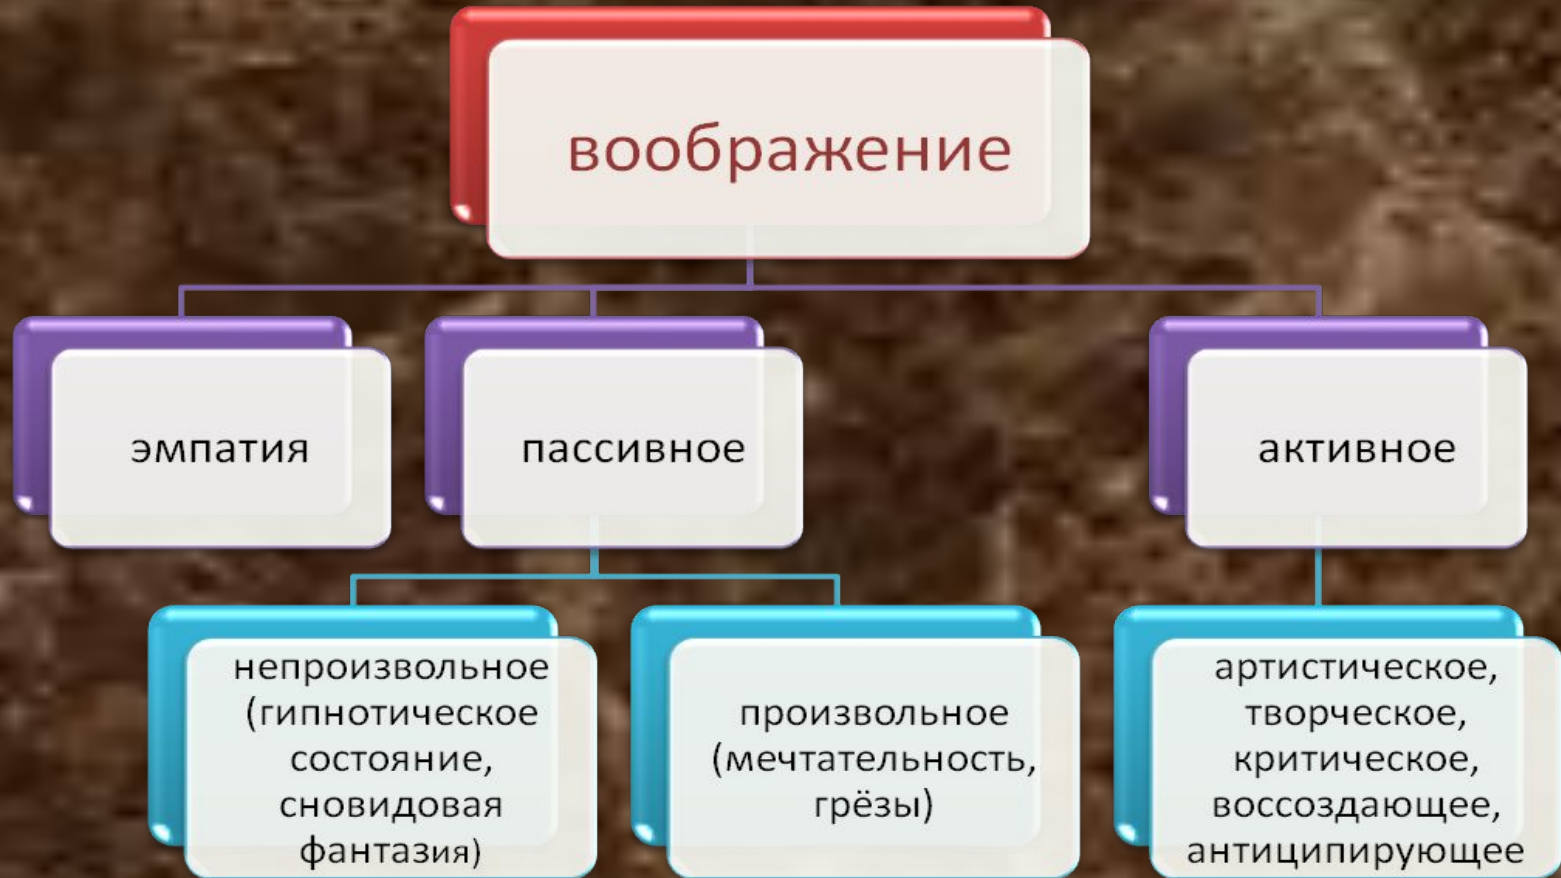 воображение
эмпатия
пассивное
активное
непроизвольное
(гипнотическое
состояние,
сновидовая
фантазия)
произвольное
(мечтательность,
грёзы)
артистическое,
творческое,
критическое,
воссоздающее,
антиципирующее